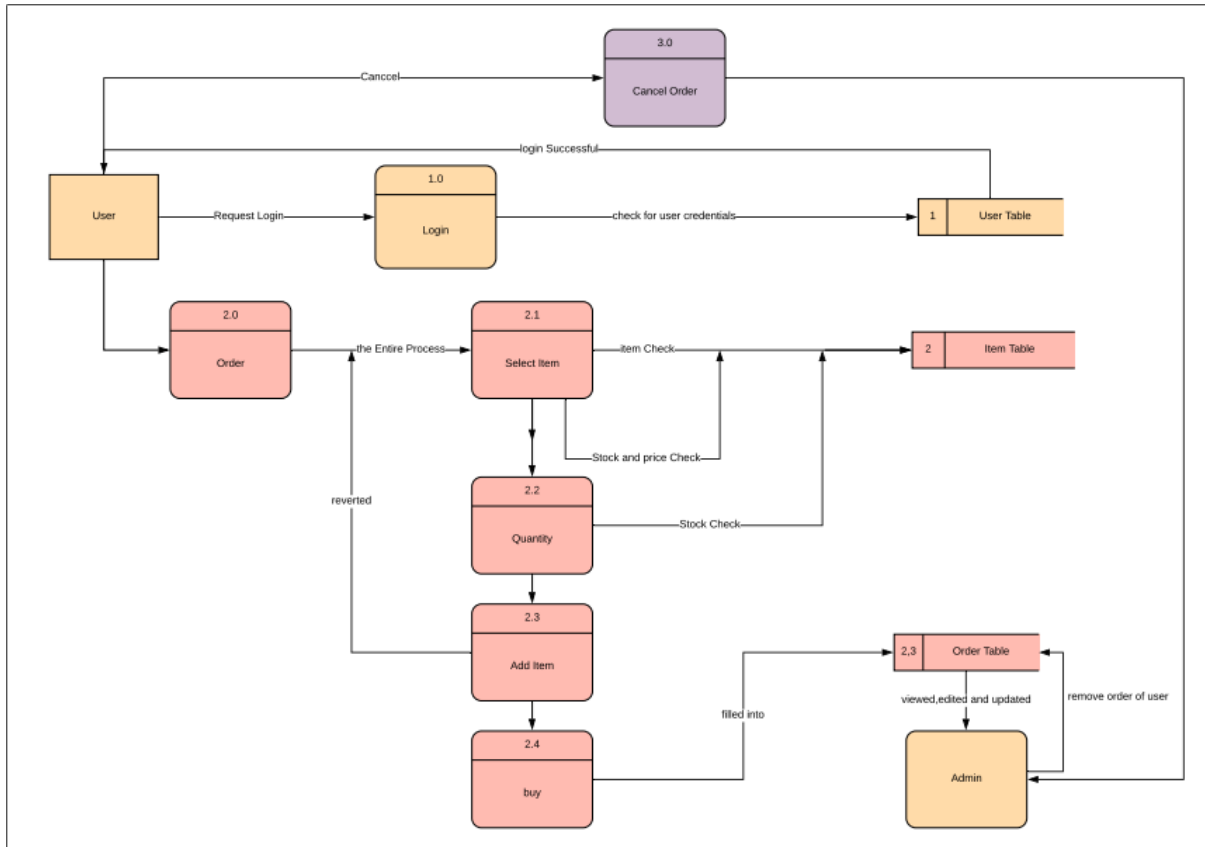 3.0
Canccel
Cancel Order
login Successful
1.0
User
Request Login
Login
check for user credentials
1
User Table
2.0
2.1
Order
the Entire Process
Select Item
item Check
2
Item Table
Stock and price Check
2.2
reverted
Quantity
Stock Check
2.3
Add Item
2,3
Order Table
viewed,edited and updated
remove order of user
filled into
2.4
buy
Admin